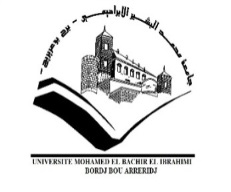 جامعة محمد البشير الإبراهيمي - برج بوعريريج -
UNIVERSITE MOHAMED EL BACHIR EL IBRAHIMI
BORDJ BOU ARRERIDJ